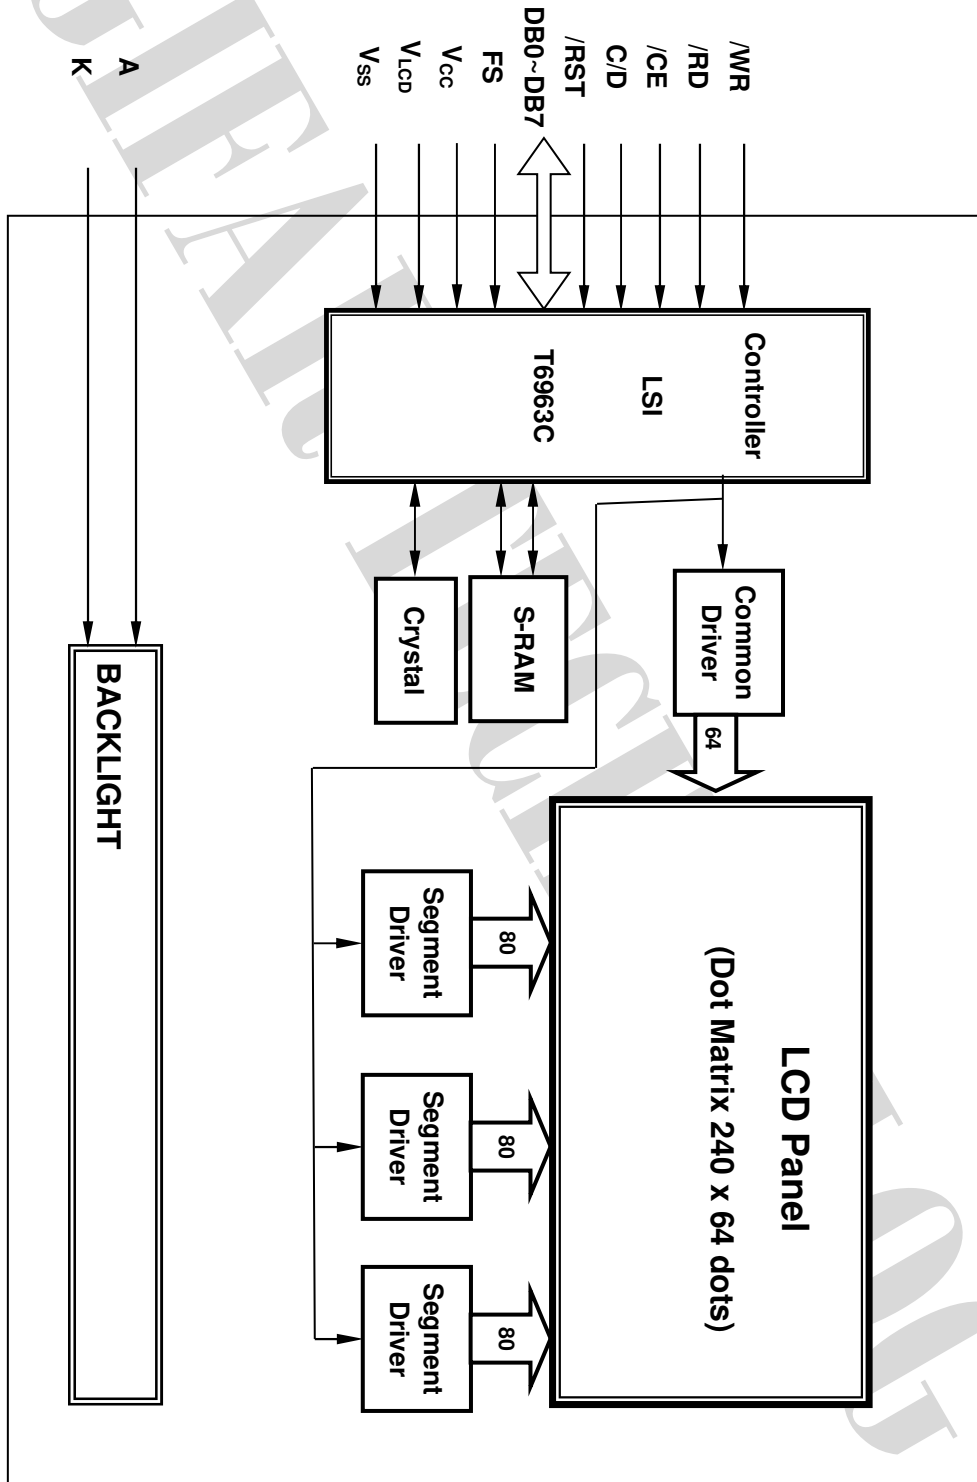 /WR
/RD
/CE
C/D
/RST
DB0~DB7
FS
VCC
VLCD
VSS
A
K
Controller
LSI
T6963C
Common
Driver
64
S-RAM
Crystal
LCD Panel
(Dot Matrix 240 x 64 dots)
80
80
80
Segment
Driver
Segment
Driver
Segment
Driver
BACKLIGHT